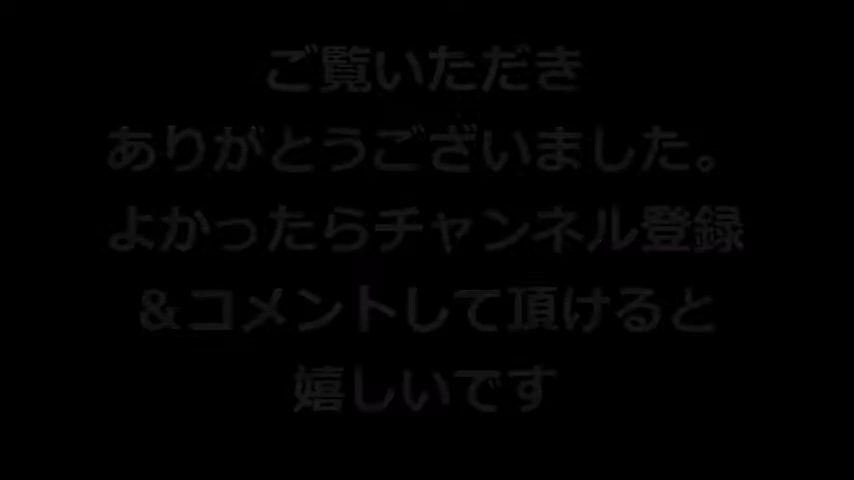 ご覧いただき
ありがとうございました。
よかったらチャンネル登録
&コメントして頂けると
嬉しいです